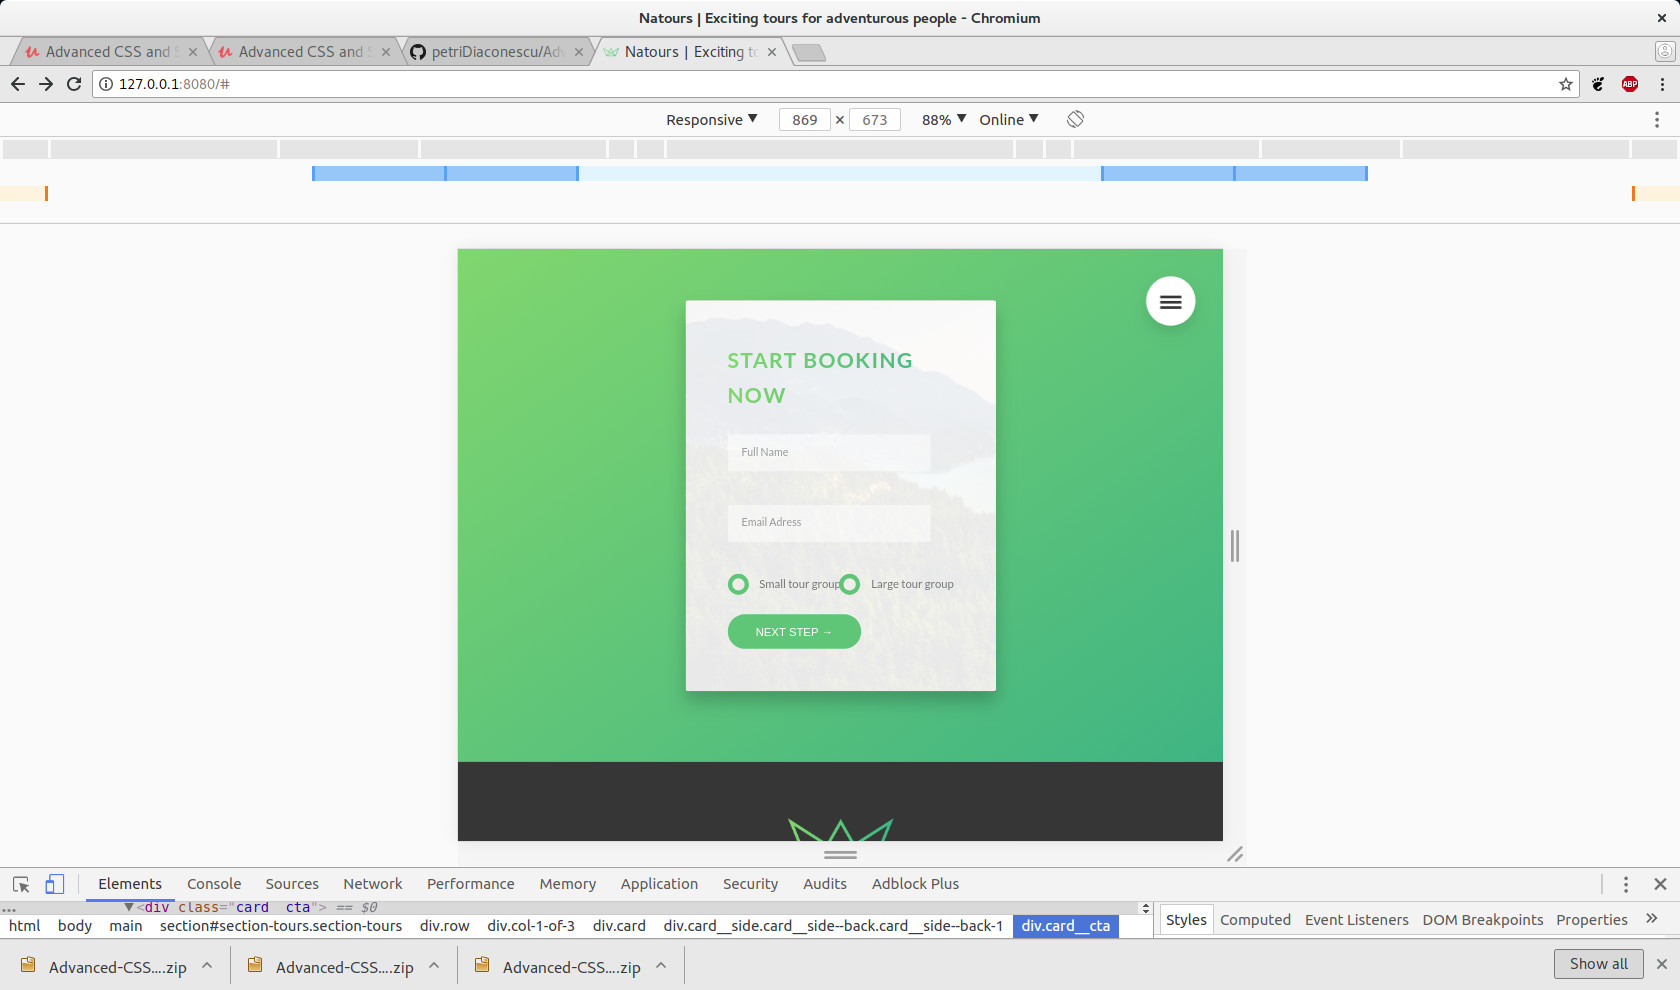 Natours | Exciting tours for adventurous people - Chromium
Advanced CSS and S
Advanced CSS and S
petriDiaconescu/Adv
Natours | Exciting to
127.0.0.1:8080/#
ABP
Responsive ▼ 869 × 673 88% ▼ Online ▼
START BOOKING
NOW
Full Name
Email Adress
Small tour group
Large tour group
NEXT STEP →
Elements Console Sources Network Performance Memory Application Security Audits Adblock Plus
... ▼<div class="card__cta"> == $0
html body main section#section-tours.section-tours div.row div.col-1-of-3 div.card div.card__side.card__side--back.card__side--back-1 div.card__cta
Styles Computed Event Listeners DOM Breakpoints Properties »
Advanced-CSS....zip
Advanced-CSS....zip
Advanced-CSS....zip
Show all